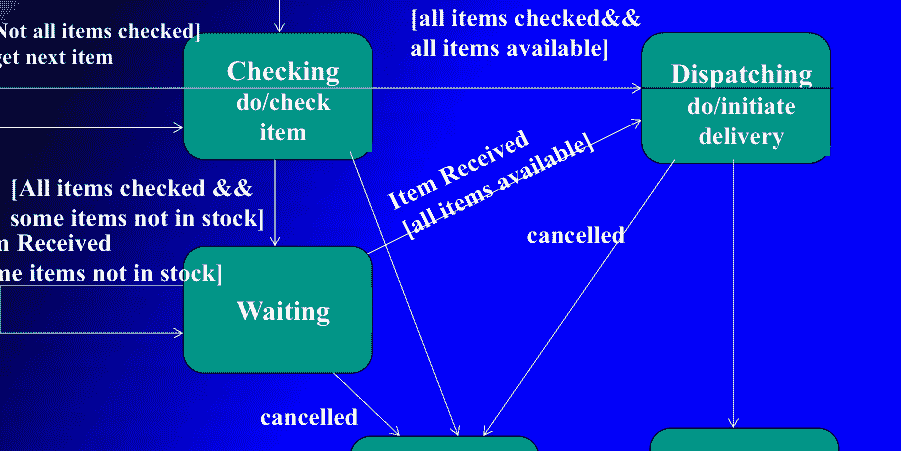 [all items checked&&
all items available]
Not all items checked]
get next item
Checking
do/check
item
Dispatching
do/initiate
delivery
Item Received
[all items available]
[All items checked &&
some items not in stock]
Received
items not in stock]
cancelled
Waiting
cancelled